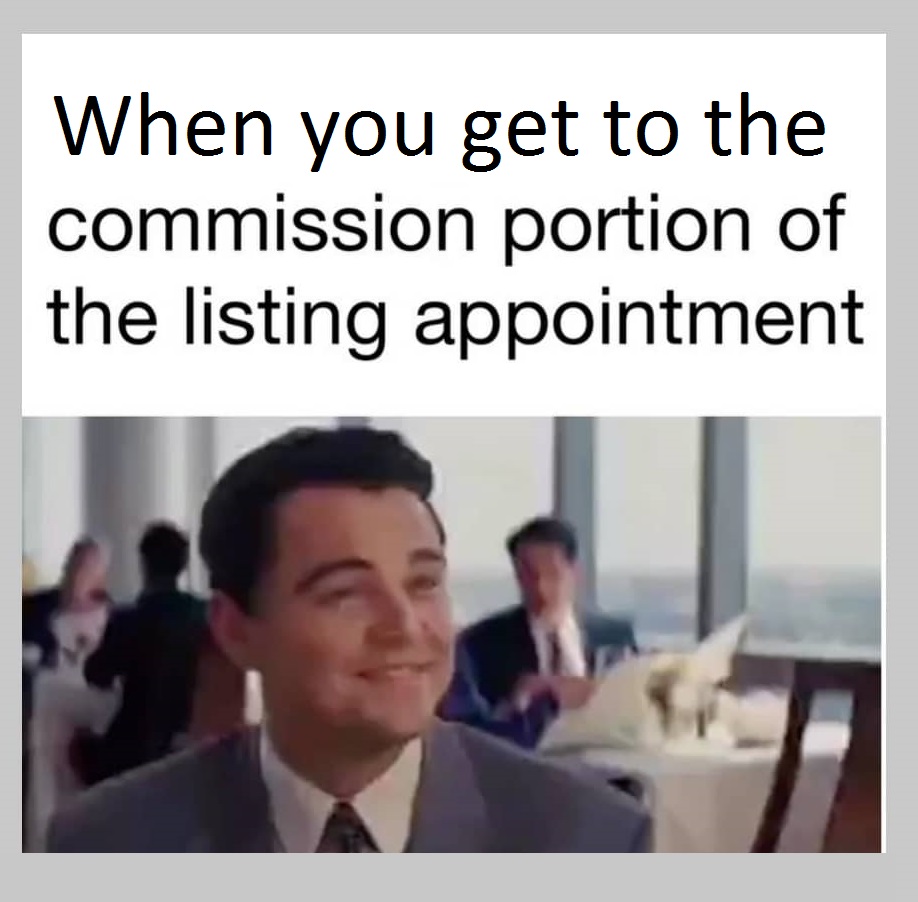 When you get to the
commission portion of
the listing appointment